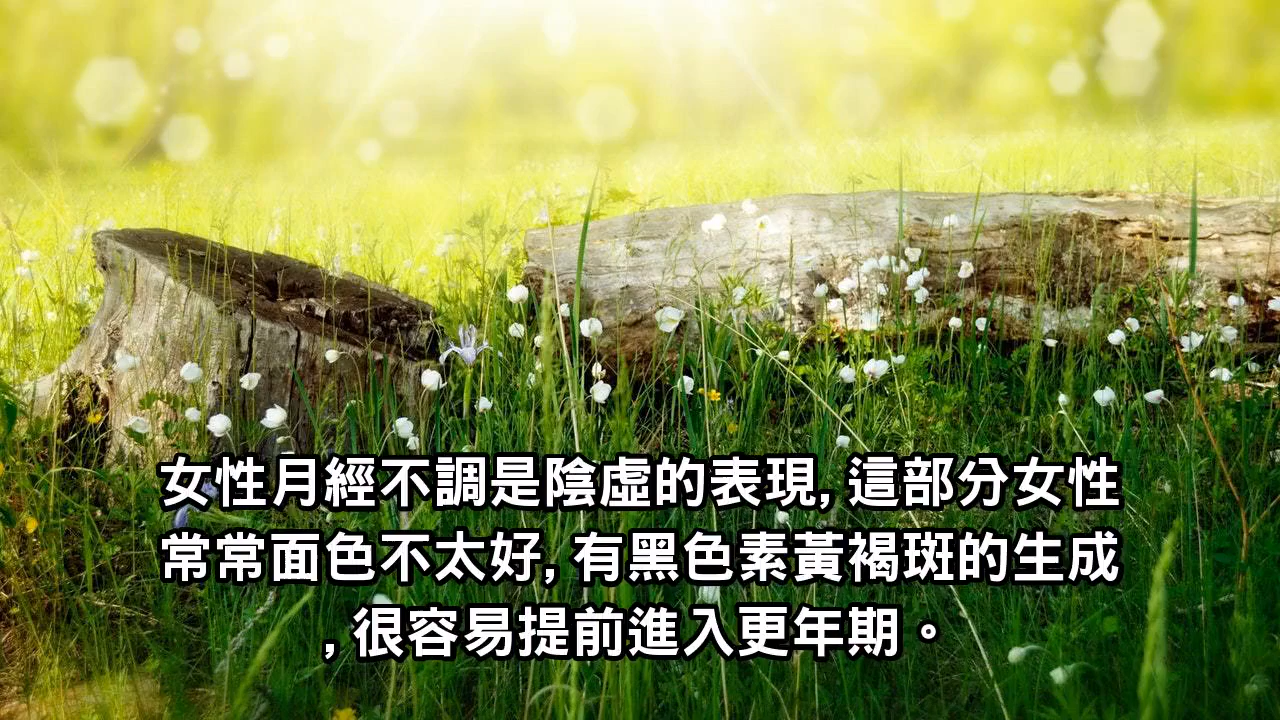 女性月經不調是陰虛的表現, 這部分女性
常常面色不太好, 有黑色素黃褐斑的生成
, 很容易提前進入更年期。